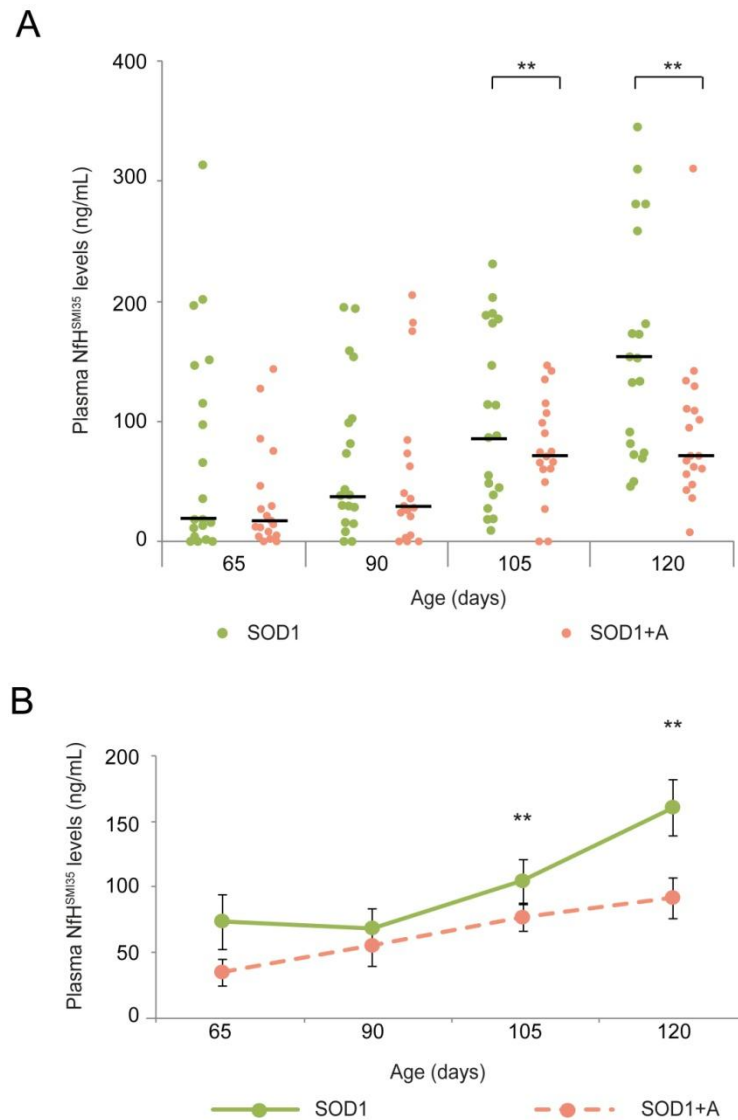 A
Plasma NfH^SMI35 levels (ng/mL)
400
300
200
100
0
** **
65 90 105 120
Age (days)
SOD1 SOD1+A
B
Plasma NfH^SMI35 levels (ng/mL)
200
150
100
50
0
**
**
65 90 105 120
Age (days)
SOD1 SOD1+A